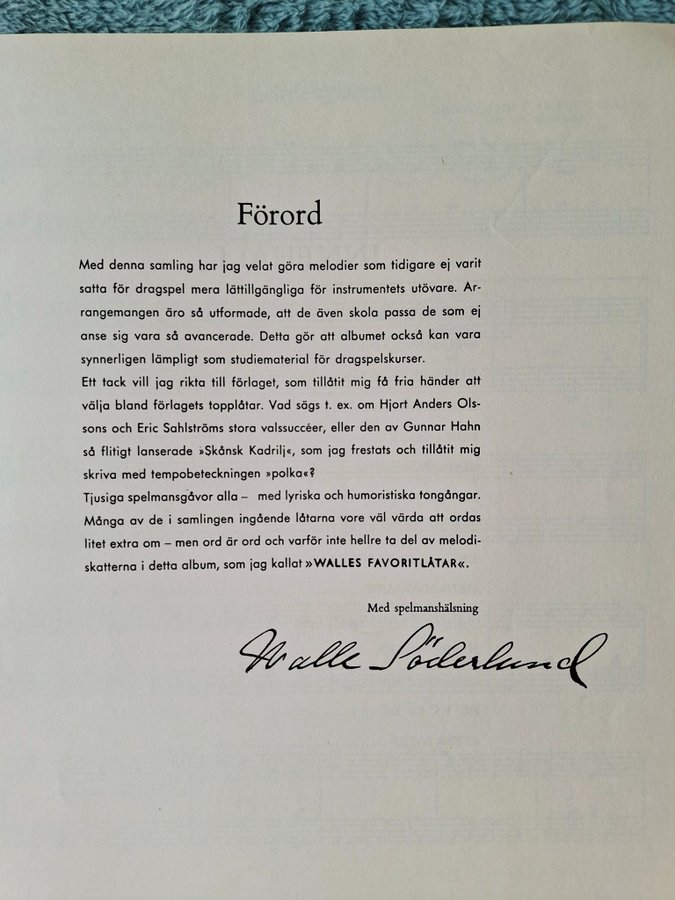 Förord
Med denna samling har jag velat göra melodier som tidigare ej varit
satta för dragspel mera lättillgängliga för instrumentets utövare. Ar-
rangemangen äro så utformade, att de även skola passa de som ej
anse sig vara så avancerade. Detta gör att albumet också kan vara
synnerligen lämpligt som studiematerial för dragspelskurser.
Ett tack vill jag rikta till förlaget, som tillåtit mig få fria händer att
välja bland förlagets topplåtar. Vad sägs t. ex. om Hjort Anders Ols-
sons och Eric Sahlströms stora valssuccéer, eller den av Gunnar Hahn
så flitigt lanserade »Skånsk Kadrilj«, som jag frestats och tillåtit mig
skriva med tempobeteckningen »polka«?
Tjusiga spelmansgåvor alla – med lyriska och humoristiska tongångar.
Många av de i samlingen ingående låtarna vore väl värda att ordas
litet extra om – men ord är ord och varför inte hellre ta del av melodi-
skatterna i detta album, som jag kallat »WALLES FAVORITLÅTAR«.
Med spelmanshälsning
Walle Söderlund